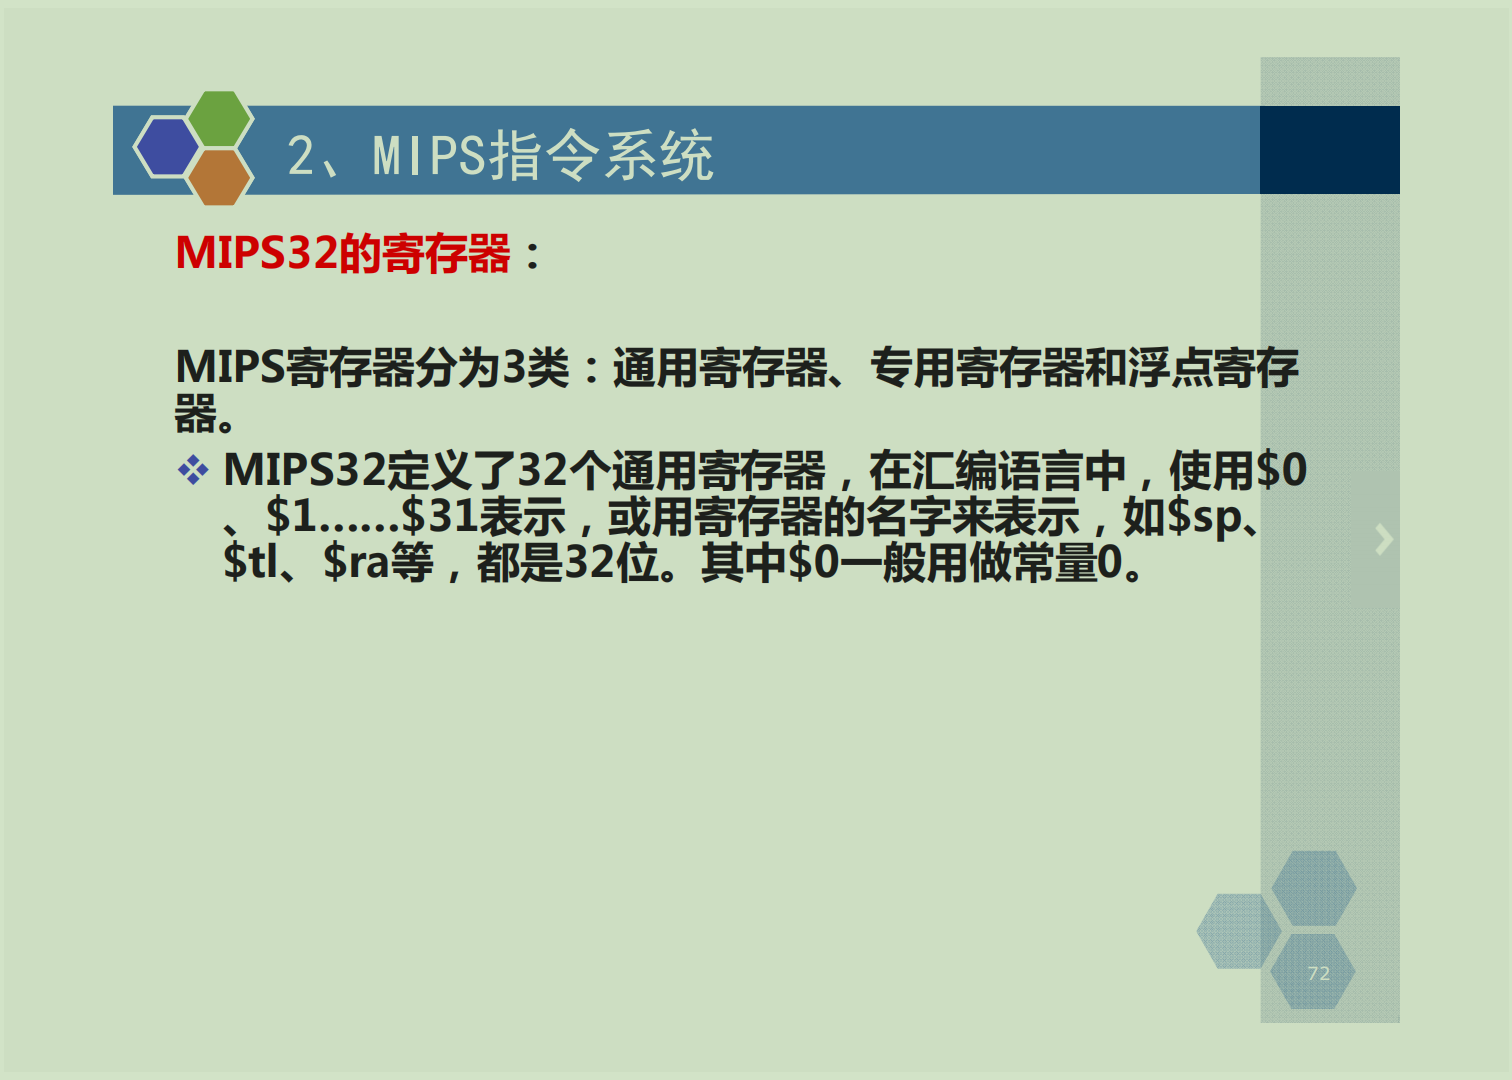 2、MIPS指令系统
MIPS32的寄存器：
MIPS寄存器分为3类：通用寄存器、专用寄存器和浮点寄存
器。
MIPS32定义了32个通用寄存器，在汇编语言中，使用$0
、$1……$31表示，或用寄存器的名字来表示，如$sp、
$tl、$ra等，都是32位。其中$0一般用做常量0。
72